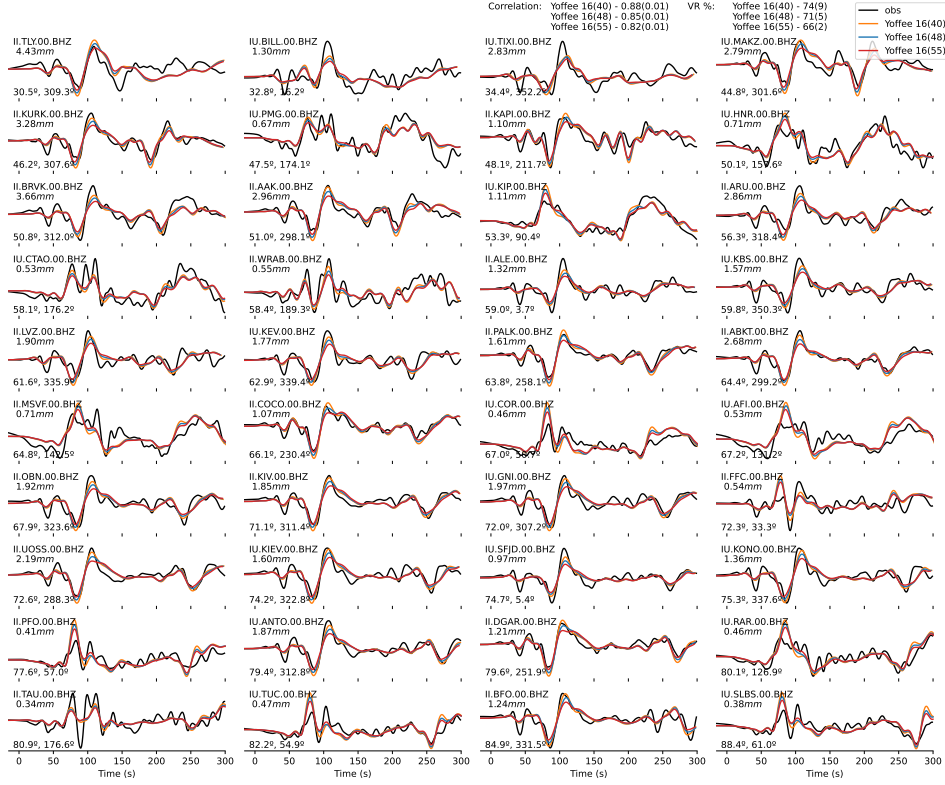 Correlation: Yoffee 16(40) - 0.88(0.01) VR %: Yoffee 16(40) - 74(9)
Yoffee 16(48) - 0.85(0.01) Yoffee 16(48) - 71(5)
Yoffee 16(55) - 0.82(0.01) Yoffee 16(55) - 66(2)
obs
Yoffee 16(40)
Yoffee 16(48)
Yoffee 16(55)
II.TLY.00.BHZ IU.BILL.00.BHZ IU.TIXI.00.BHZ IU.MAKZ.00.BHZ
4.43mm 1.30mm 2.83mm 2.79mm
30.5º, 309.3º 32.8º, 16.2º 34.4º, 352.2º 44.8º, 301.6º
II.KURK.00.BHZ IU.PMG.00.BHZ II.KAPI.00.BHZ IU.HNR.00.BHZ
3.28mm 0.67mm 1.10mm 0.71mm
46.2º, 307.6º 47.5º, 174.1º 48.1º, 211.7º 50.1º, 159.6º
II.BRVK.00.BHZ II.AAK.00.BHZ IU.KIP.00.BHZ II.ARU.00.BHZ
3.66mm 2.96mm 1.11mm 2.86mm
50.8º, 312.0º 51.0º, 298.1º 53.3º, 90.4º 56.3º, 318.4º
IU.CTAO.00.BHZ II.WRAB.00.BHZ II.ALE.00.BHZ IU.KBS.00.BHZ
0.53mm 0.55mm 1.32mm 1.57mm
58.1º, 176.2º 58.4º, 189.3º 59.0º, 3.7º 59.8º, 350.3º
II.LVZ.00.BHZ IU.KEV.00.BHZ II.PALK.00.BHZ II.ABKT.00.BHZ
1.90mm 1.77mm 1.61mm 2.68mm
61.6º, 335.9º 62.9º, 339.4º 63.8º, 258.1º 64.4º, 299.2º
II.MSVF.00.BHZ II.COCO.00.BHZ IU.COR.00.BHZ IU.AFI.00.BHZ
0.71mm 1.07mm 0.46mm 0.53mm
64.8º, 142.5º 66.1º, 230.4º 67.0º, 67.2º,
II.OBN.00.BHZ II.KIV.00.BHZ IU.GNI.00.BHZ II.FFC.00.BHZ
1.92mm 1.85mm 1.97mm 0.54mm
67.9º, 323.6º 71.1º, 311.4º 72.0º, 307.2º 72.3º, 33.3º
II.UOSS.00.BHZ IU.KIEV.00.BHZ IU.SFJD.00.BHZ IU.KONO.00.BHZ
2.19mm 1.60mm 0.97mm 1.36mm
72.6º, 288.3º 74.2º, 322.8º 74.7º, 5.4º 75.3º, 337.6º
II.PFO.00.BHZ IU.ANTO.00.BHZ II.DGAR.00.BHZ IU.RAR.00.BHZ
0.41mm 1.87mm 1.21mm 0.46mm
77.6º, 57.0º 79.4º, 312.8º 79.6º, 251.9º 80.1º, 126.9º
II.TAU.00.BHZ IU.TUC.00.BHZ II.BFO.00.BHZ IU.SLBS.00.BHZ
0.34mm 0.47mm 1.24mm 0.38mm
80.9º, 176.6º 82.2º, 54.9º 84.9º, 331.5º 88.4º, 61.0º
0 50 100 150 200 250 300 0 50 100 150 200 250 300 0 50 100 150 200 250 300 0 50 100 150 200 250 300
Time (s) Time (s) Time (s) Time (s)